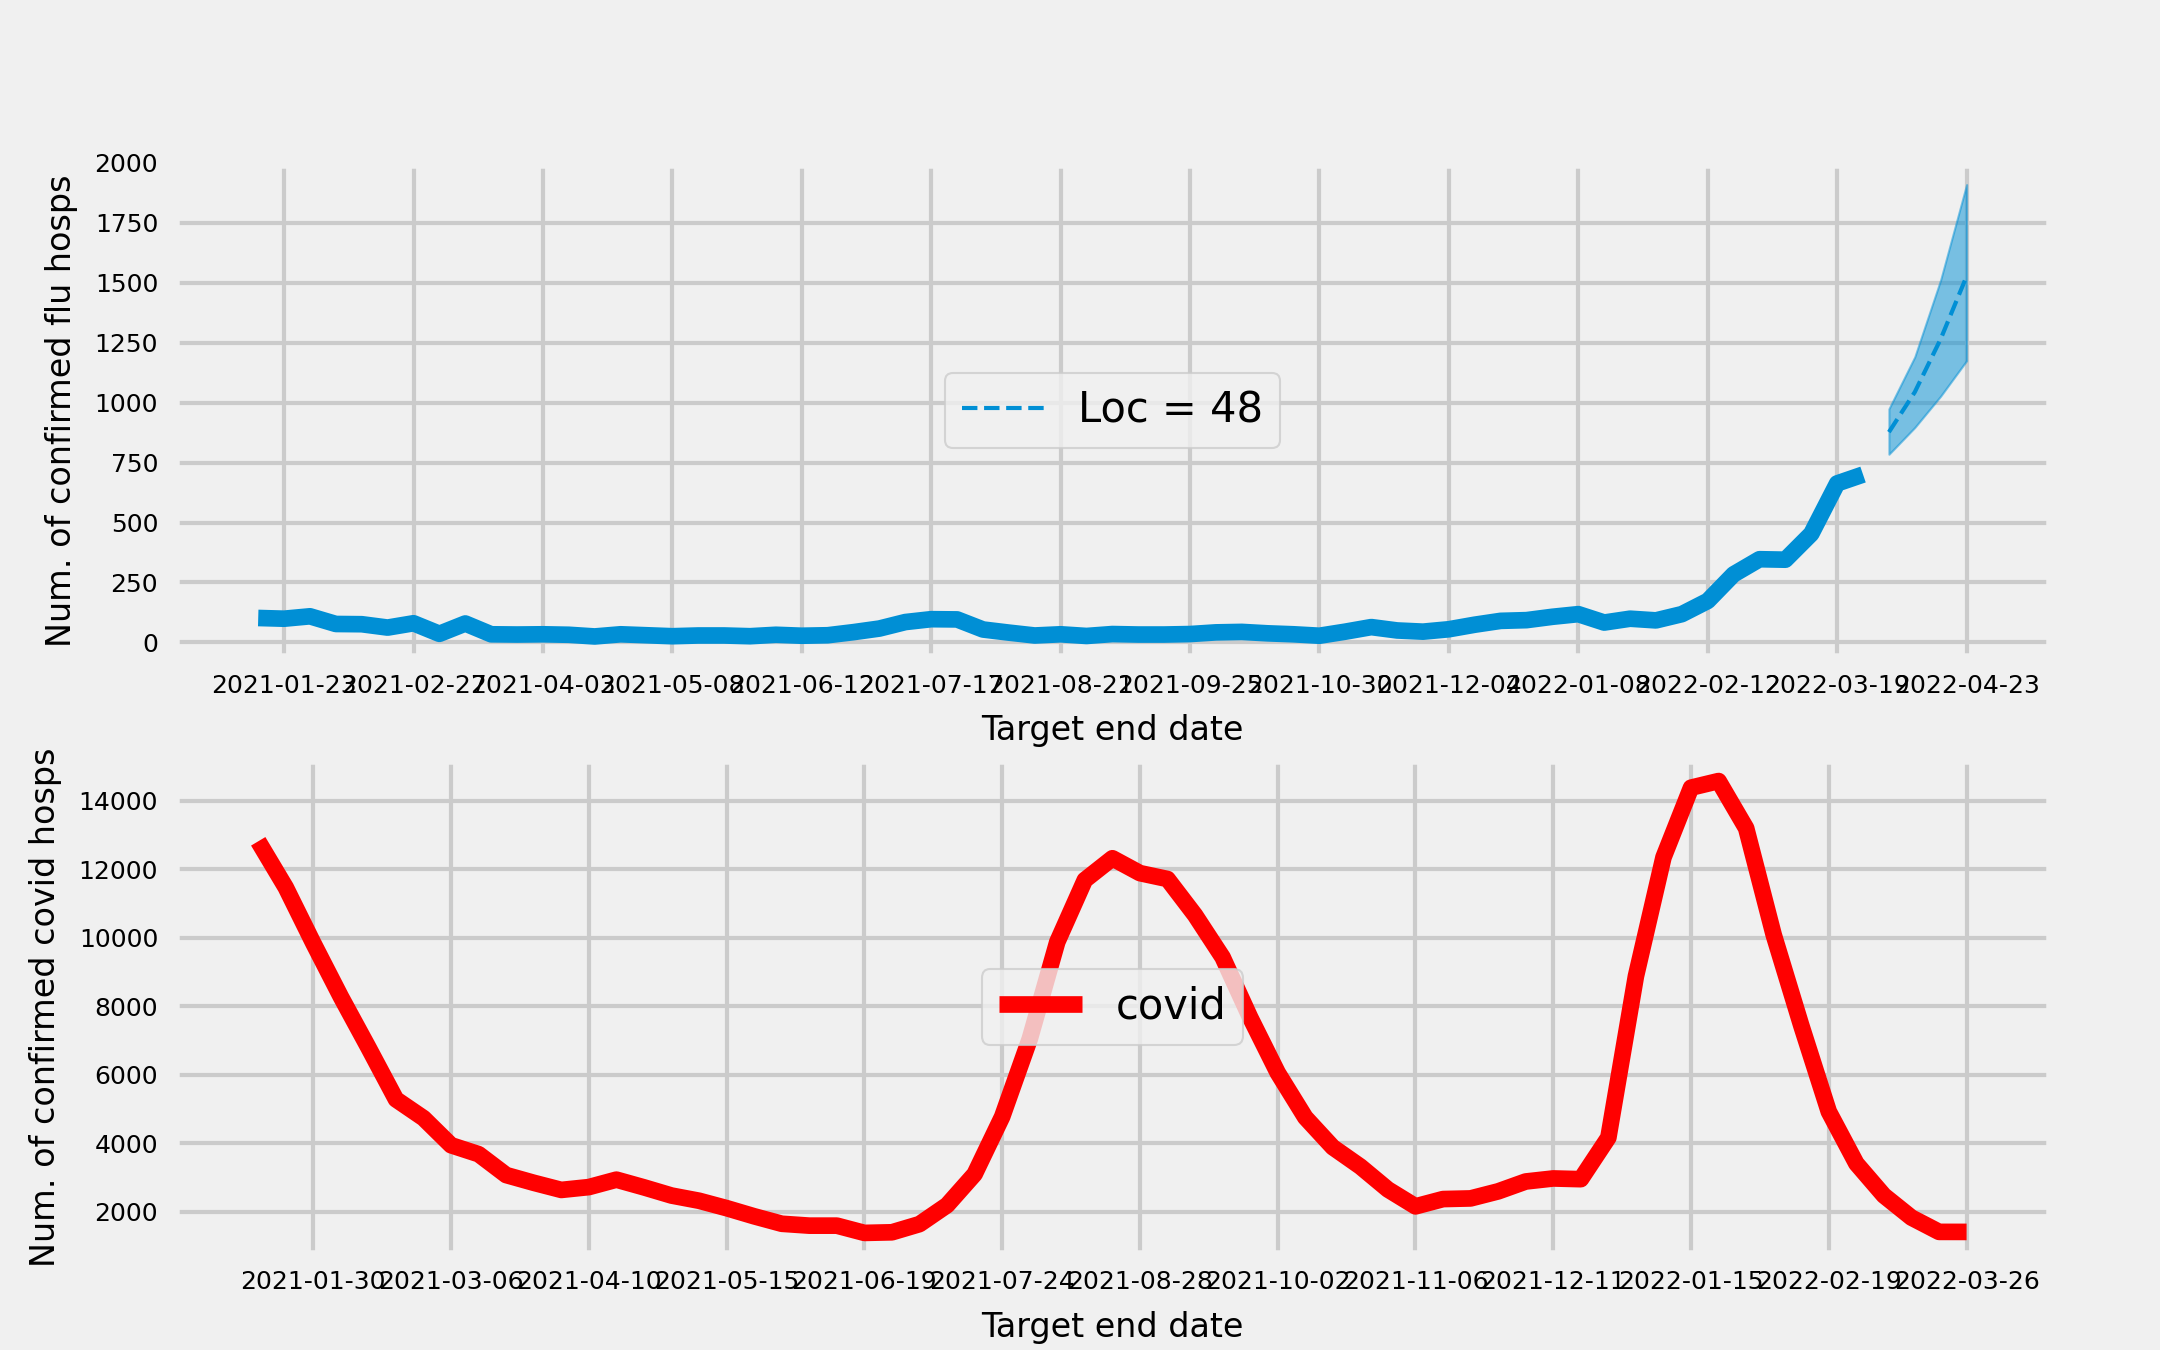 Num. of confirmed flu hosps
2000
1750
1500
1250
1000
750
500
250
0
Loc = 48
2021-01-23 2021-02-27 2021-04-03 2021-05-08 2021-06-12 2021-07-17 2021-08-21 2021-09-25 2021-10-30 2021-12-04 2022-01-08 2022-02-12 2022-03-19 2022-04-23
Target end date
Num. of confirmed covid hosps
14000
12000
10000
8000
6000
4000
2000
covid
2021-01-30 2021-03-06 2021-04-10 2021-05-15 2021-06-19 2021-07-24 2021-08-28 2021-10-02 2021-11-06 2021-12-11 2022-01-15 2022-02-19 2022-03-26
Target end date